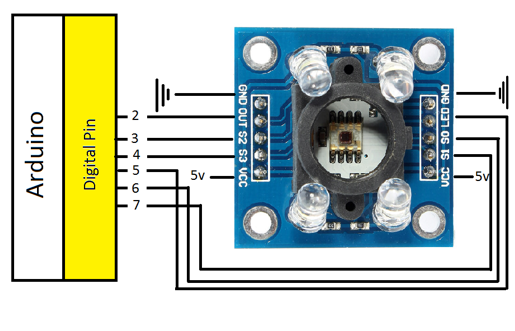 Arduino
Digital Pin
2
3
4
5
6
7
5v
GND
OUT
S2
S3
VCC
GND
LED
S0
S1
VCC
5v